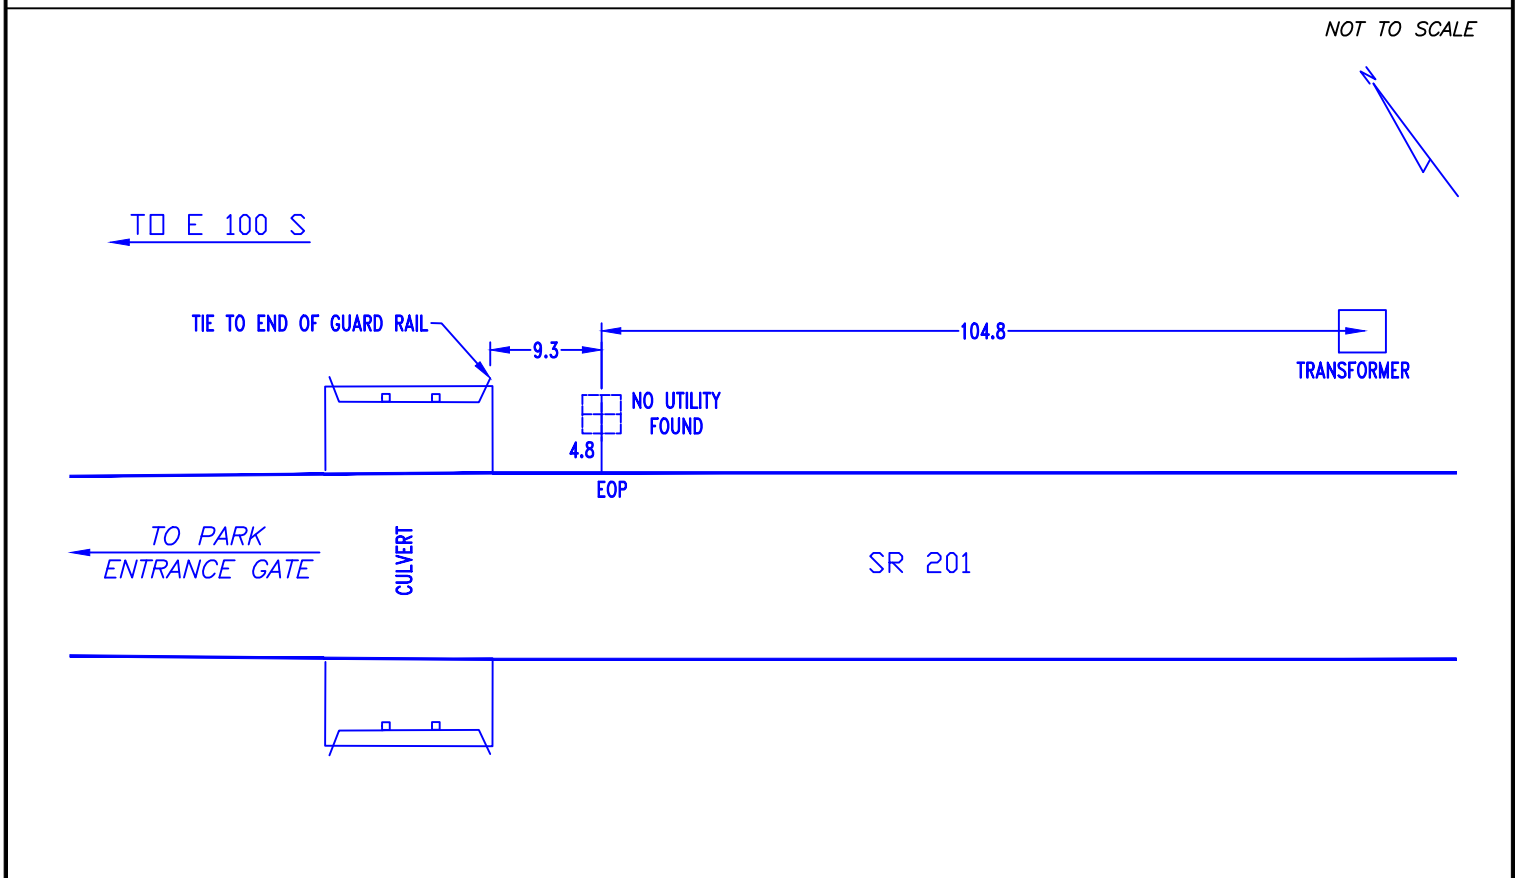 NOT TO SCALE
N
TO E 100 S
TIE TO END OF GUARD RAIL
9.3
104.8
TRANSFORMER
NO UTILITY
FOUND
4.8
EOP
TO PARK
ENTRANCE GATE
CULVERT
SR 201